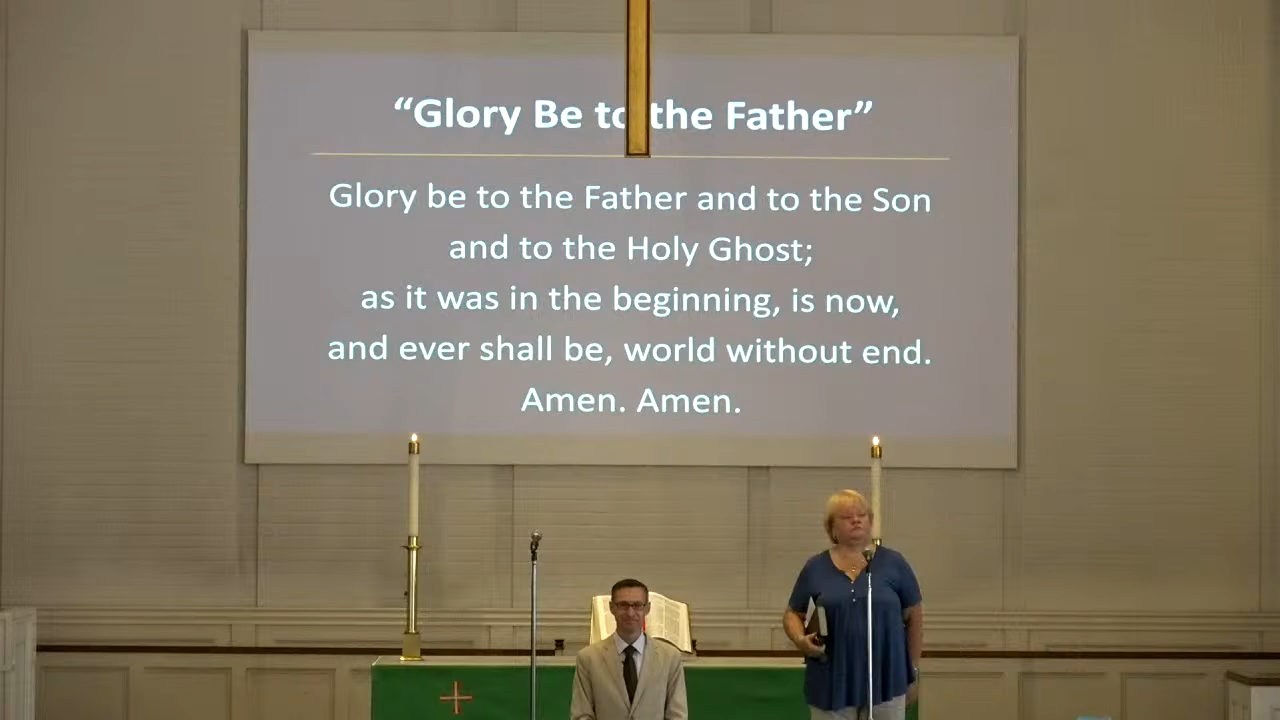 “Glory Be to the Father”
Glory be to the Father and to the Son
and to the Holy Ghost;
as it was in the beginning, is now,
and ever shall be, world without end.
Amen. Amen.